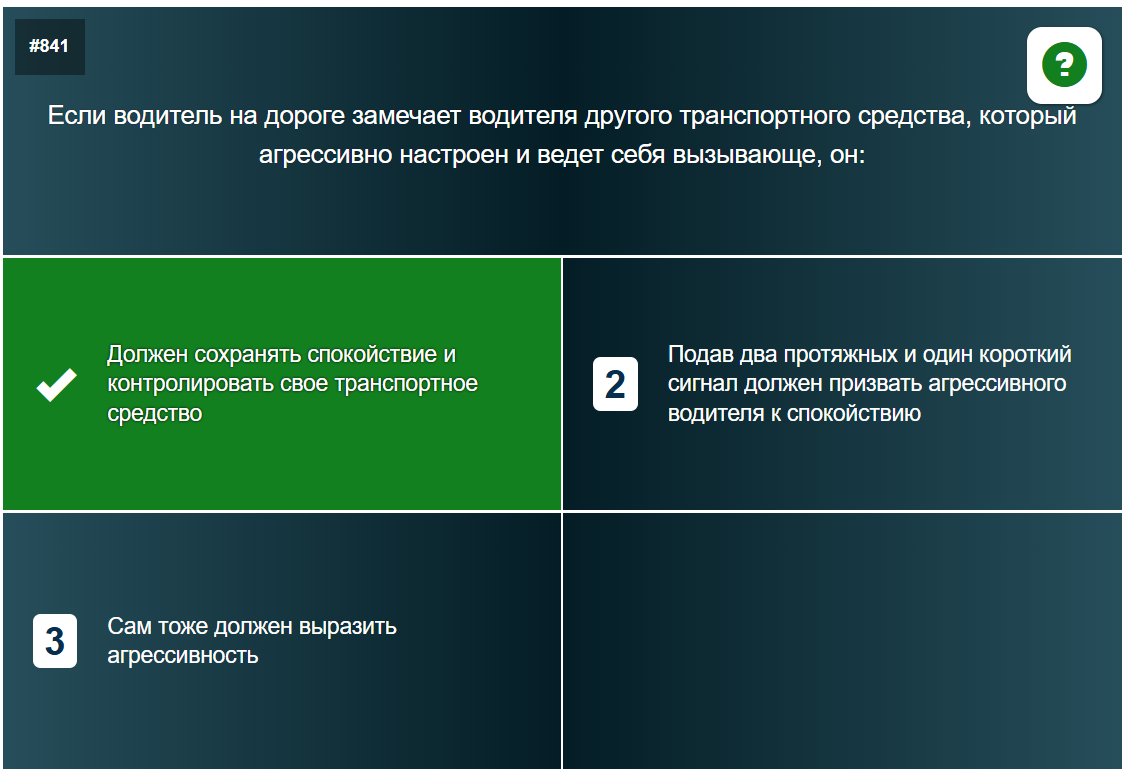 #841
?
Если водитель на дороге замечает водителя другого транспортного средства, который
агрессивно настроен и ведет себя вызывающе, он:
Должен сохранять спокойствие и
контролировать свое транспортное
средство
2
Подав два протяжных и один короткий
сигнал должен призвать агрессивного
водителя к спокойствию
3
Сам тоже должен выразить
агрессивность